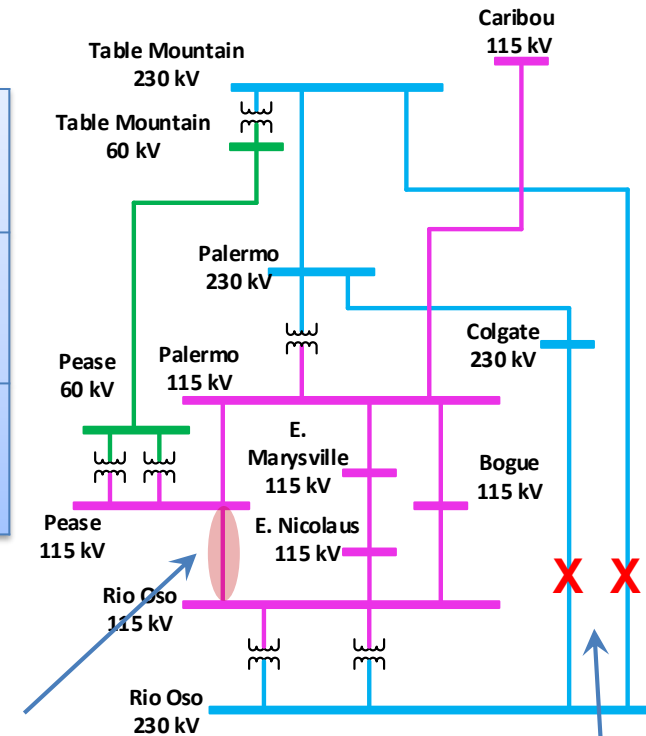 Caribou
115 kV
Table Mountain
230 kV
Table Mountain
60 kV
Palermo
230 kV
Colgate
230 kV
Palermo
115 kV
Pease
60 kV
E.
Marysville
115 kV
Bogue
115 kV
Pease
115 kV
E. Nicolaus
115 kV
X X
Rio Oso
115 kV
Rio Oso
230 kV